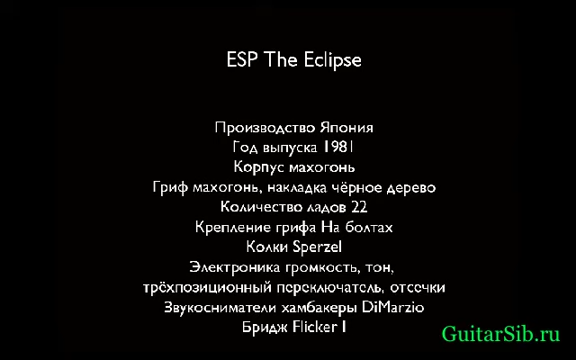 ESP The Eclipse
Производство Япония
Год выпуска 1981
Корпус махогонь
Гриф махогонь, накладка чёрное дерево
Количество ладов 22
Крепление грифа На болтах
Колки Sperzel
Электроника громкость, тон,
трёхпозиционный переключатель, отсечки
Звукосниматели хамбакеры DiMarzio
Бридж Flicker I
GuitarSib.ru